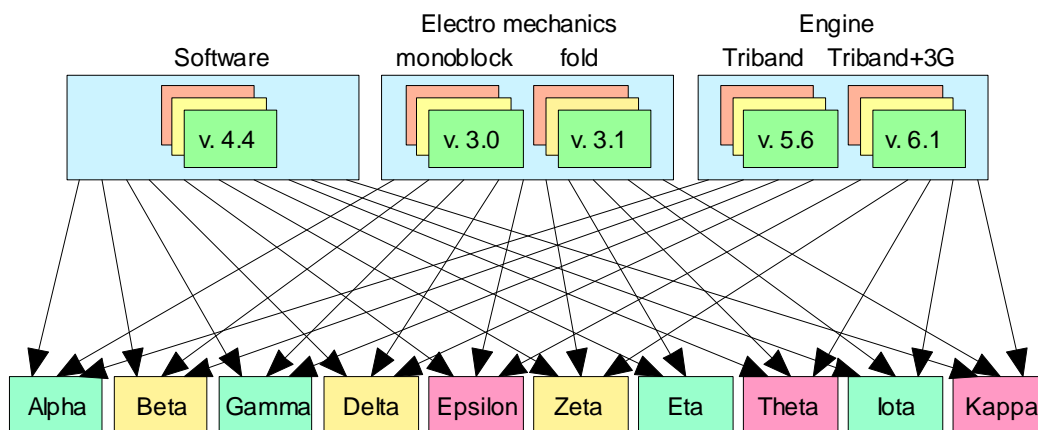 Electro mechanics Engine
Software monoblock fold Triband Triband+3G
v. 4.4 v. 3.0 v. 3.1 v. 5.6 v. 6.1
Alpha Beta Gamma Delta Epsilon Zeta Eta Theta Iota Kappa